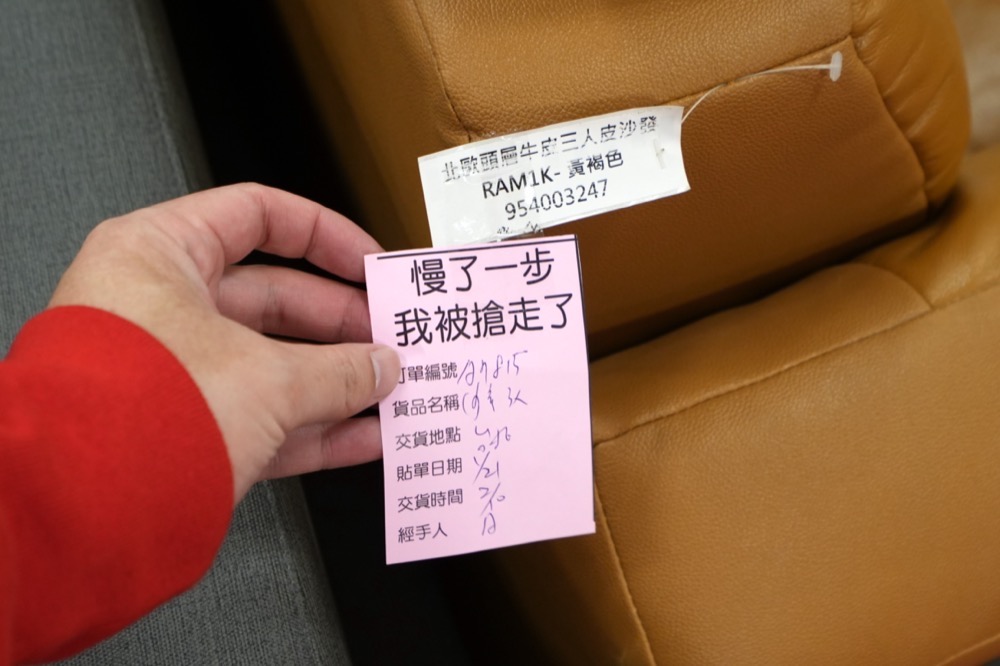 北歐頭層牛皮三人皮沙發
RAM1K- 黃褐色
954003247
慢了一步
我被搶走了
訂單編號
貨品名稱
交貨地點
貼單日期 1/21
交貨時間
經手人